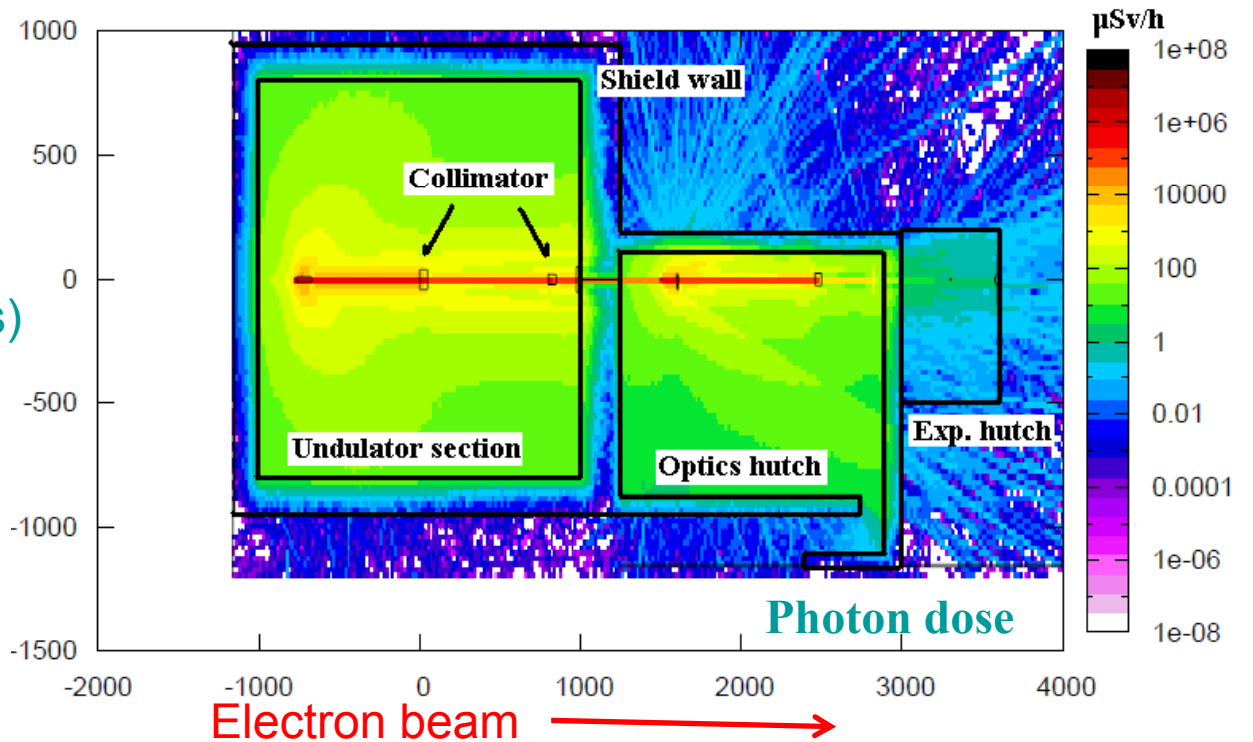 µSv/h
1000
500
0
-500
-1000
-1500
-2000
-1000
0
1000
2000
3000
4000
Shield wall
Collimator
s)
Undulator section
Optics hutch
Exp. hutch
Photon dose
Electron beam
1e+08
1e+06
10000
100
1
0.01
0.0001
1e-06
1e-08